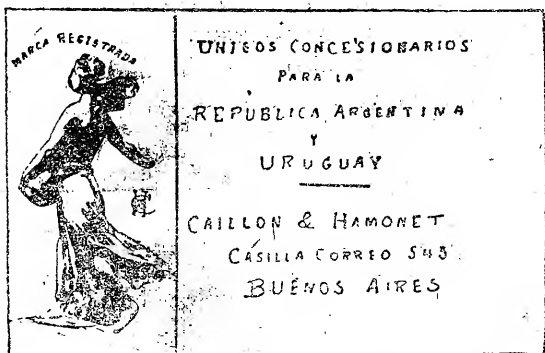 MARCA REGISTRADA
UNICOS CONCESIONARIOS
PARA LA
REPUBLICA ARGENTINA
Y
URUGUAY
CAILLON & HAMONET
CASILLA CORREO 543
BUENOS AIRES